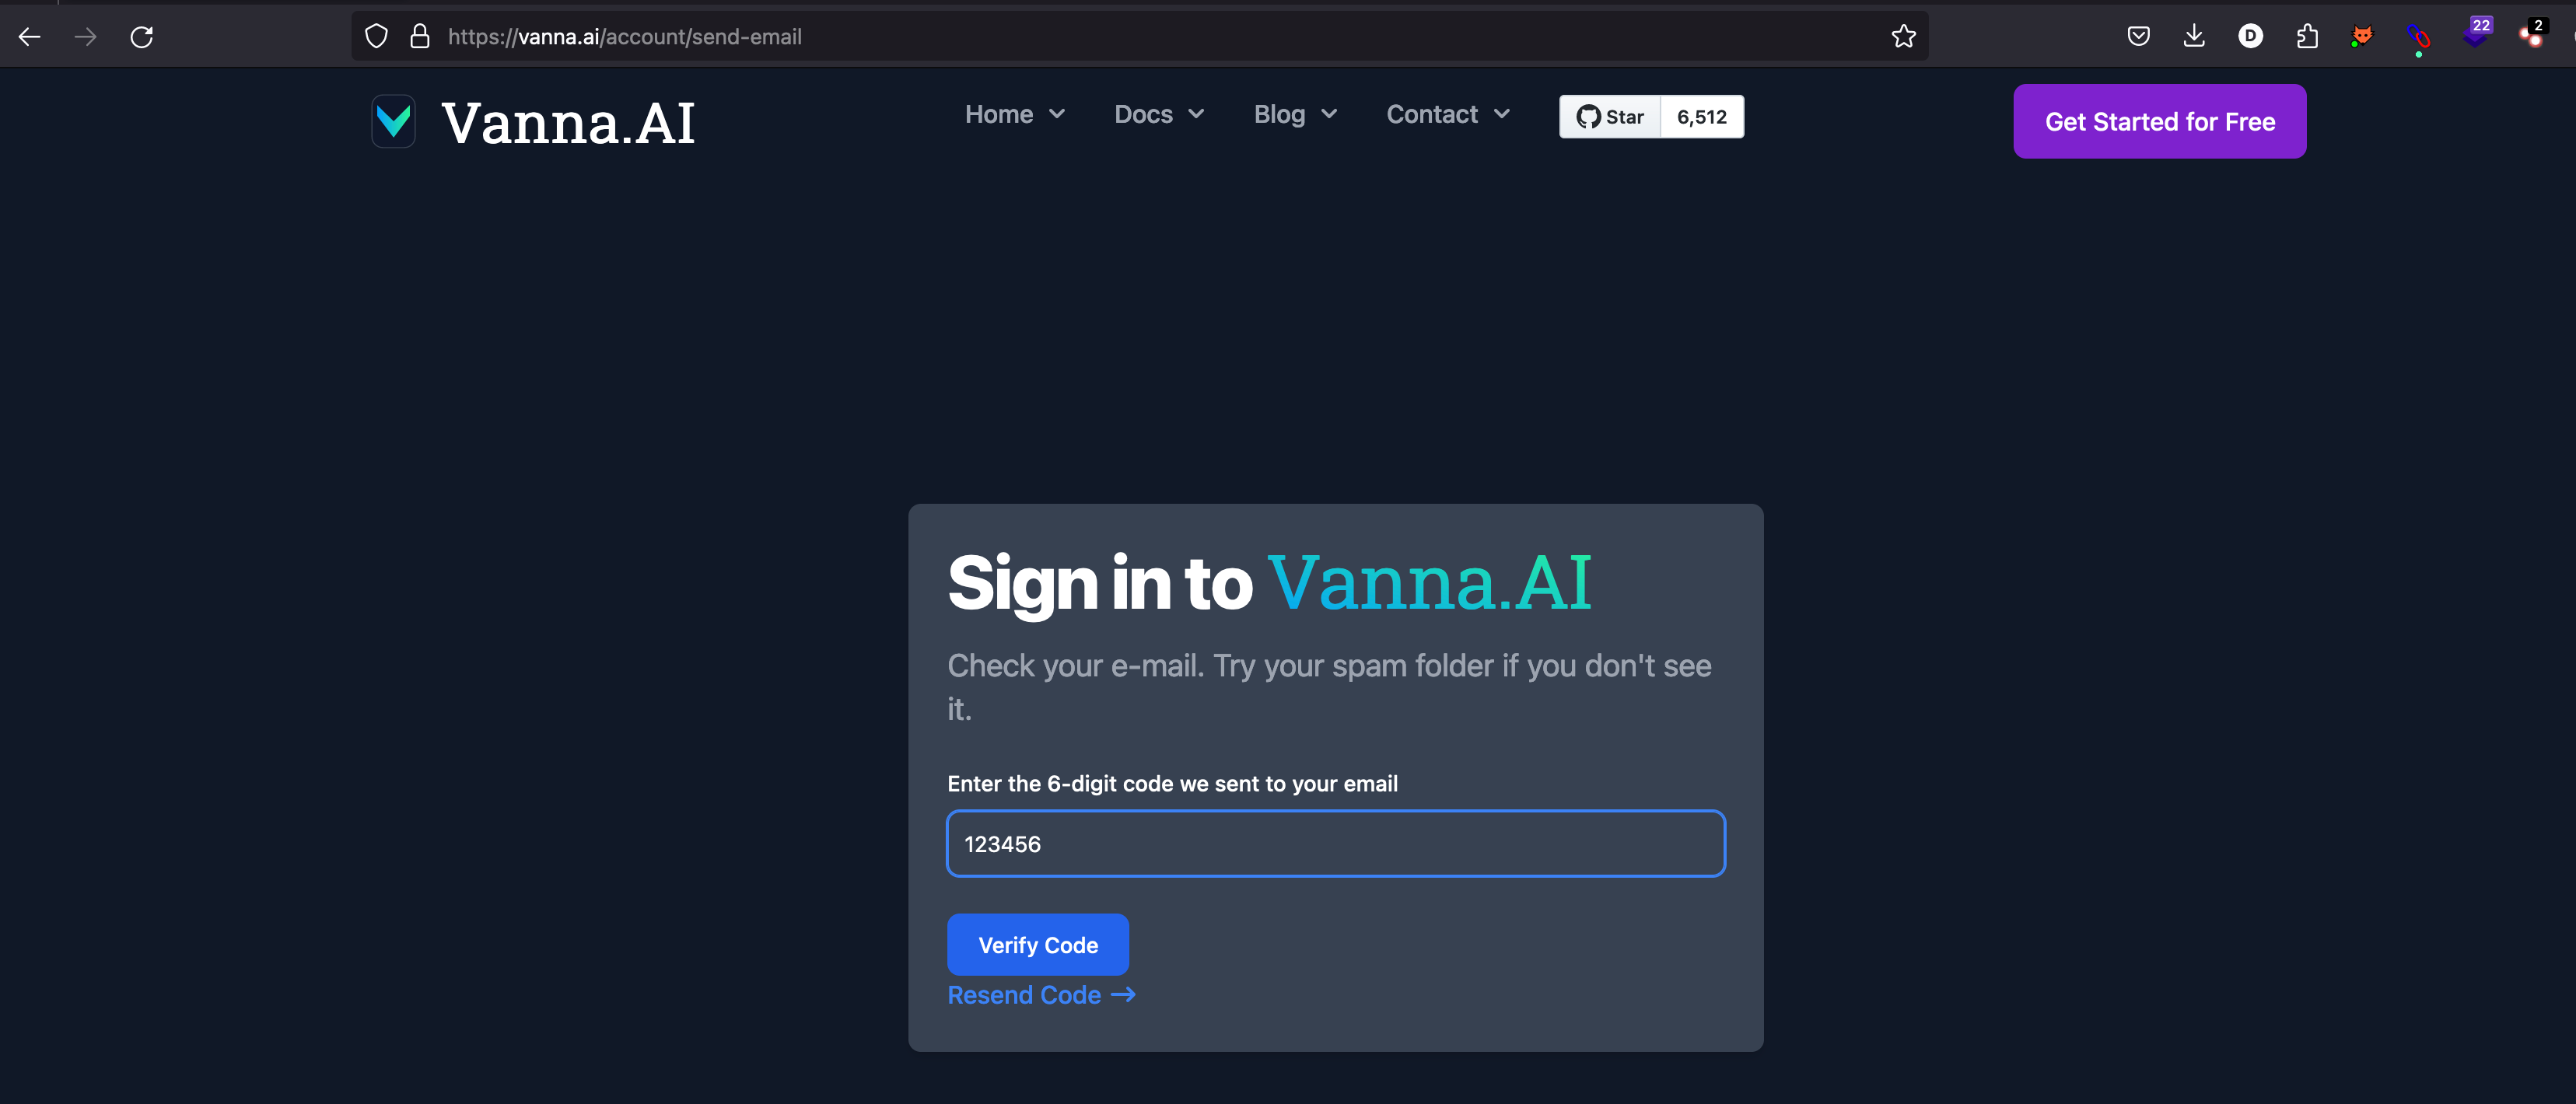 https://vanna.ai/account/send-email
D
22
2
Vanna.AI
Home
Docs
Blog
Contact
Star
6,512
Get Started for Free
Sign in to Vanna.AI
Check your e-mail. Try your spam folder if you don't see
it.
Enter the 6-digit code we sent to your email
123456
Verify Code
Resend Code →